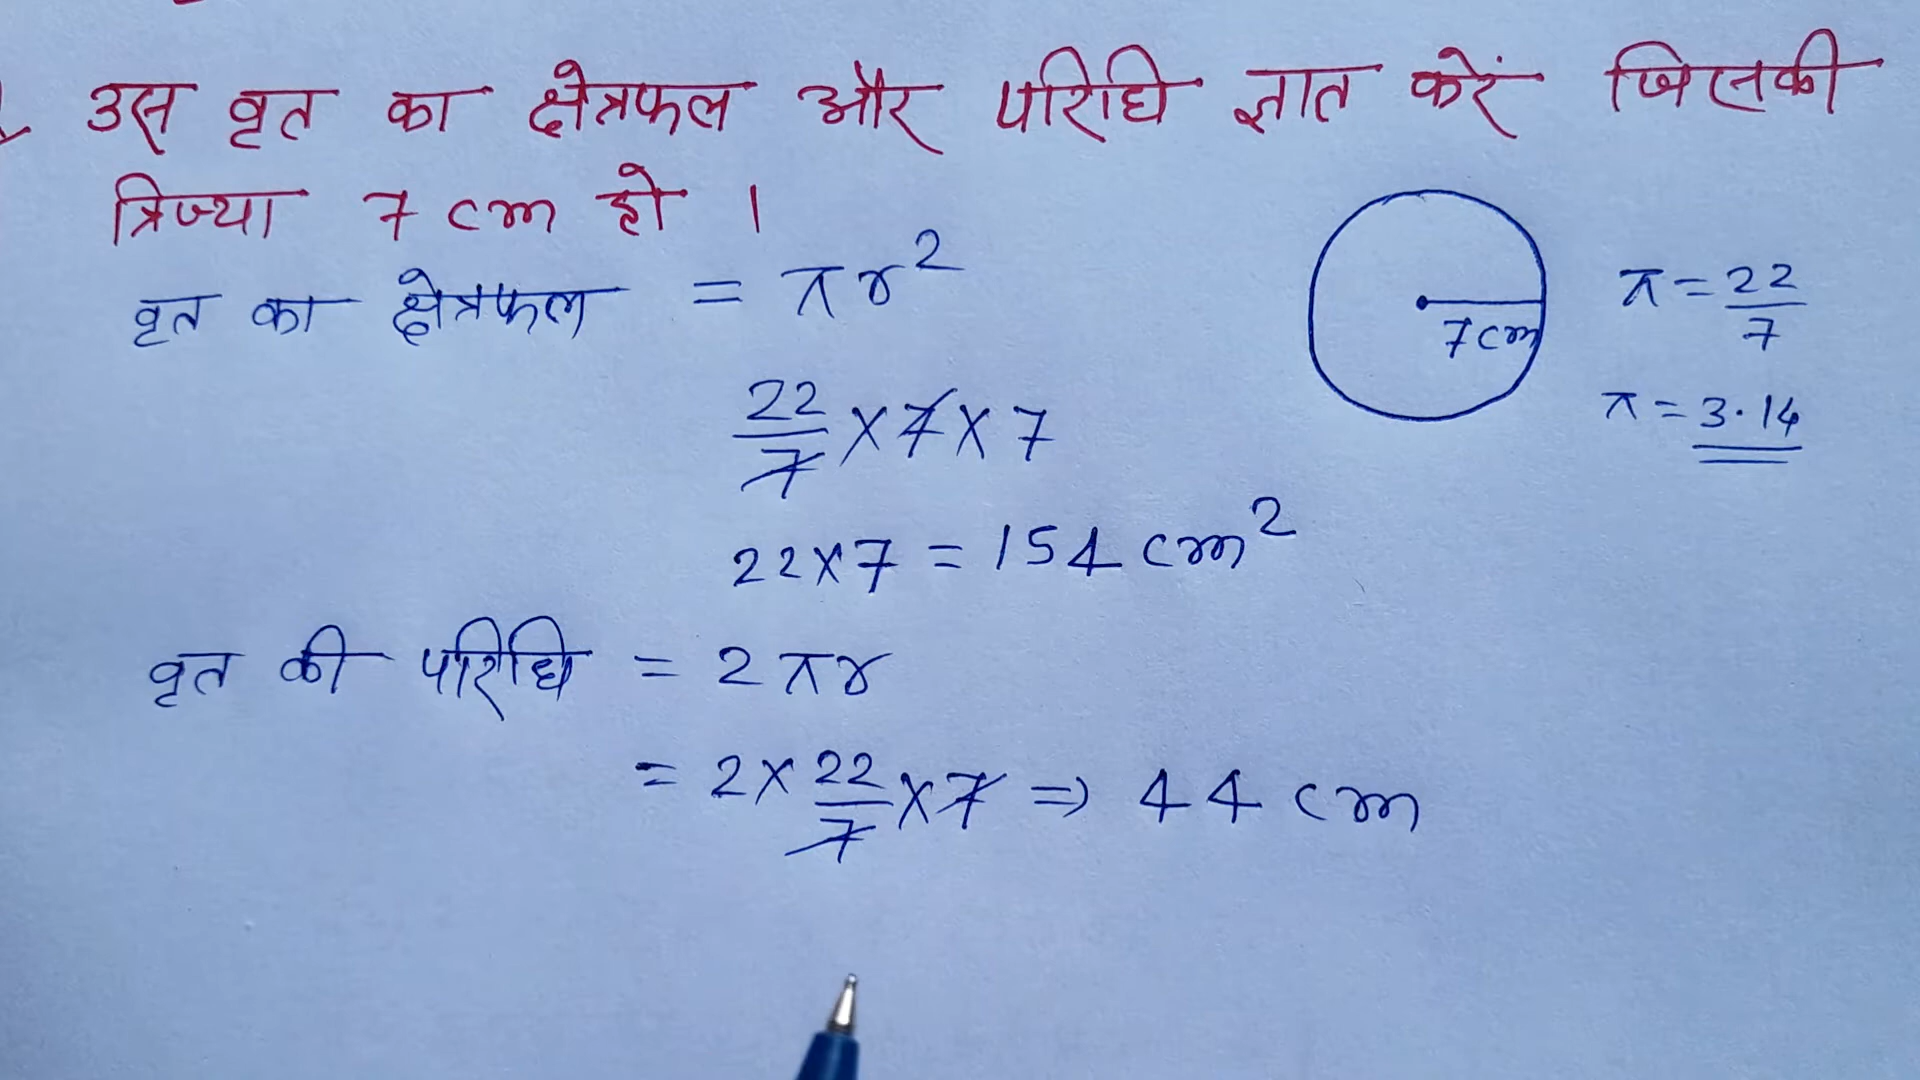 उस वृत का क्षेत्रफल और परिधि ज्ञात करें जिसकी
त्रिज्या 7 cm हो ।
वृत का क्षेत्रफल = πr²
7cm
π = 22/7
π = 3.14
22/7 × 7 × 7
22×7 = 154 cm²
वृत की परिधि = 2πr
= 2 × 22/7 × 7 ⇒ 44 cm